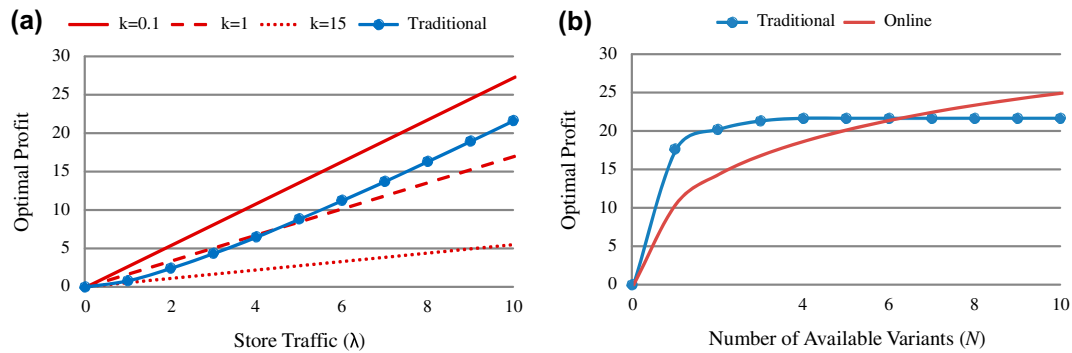 (a)
k=0.1 k=1 k=15 Traditional
30
25
20
15
10
5
0
0 2 4 6 8 10
Optimal Profit
Store Traffic (λ)
(b)
Traditional Online
30
25
20
15
10
5
0
0 2 4 6 8 10
Optimal Profit
Number of Available Variants (N)